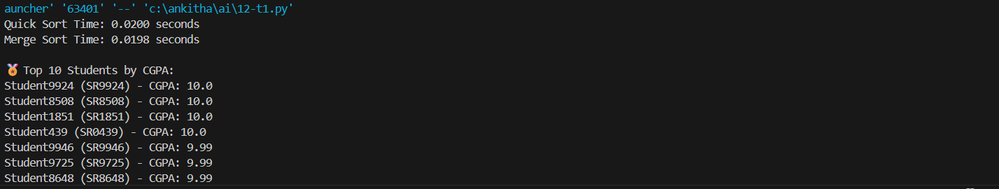 auncher' '63401' '--' 'c:\ankitha\ai\12-t1.py'
Quick Sort Time: 0.0200 seconds
Merge Sort Time: 0.0198 seconds
🏅 Top 10 Students by CGPA:
Student9924 (SR9924) - CGPA: 10.0
Student8508 (SR8508) - CGPA: 10.0
Student1851 (SR1851) - CGPA: 10.0
Student439 (SR0439) - CGPA: 10.0
Student9946 (SR9946) - CGPA: 9.99
Student9725 (SR9725) - CGPA: 9.99
Student8648 (SR8648) - CGPA: 9.99